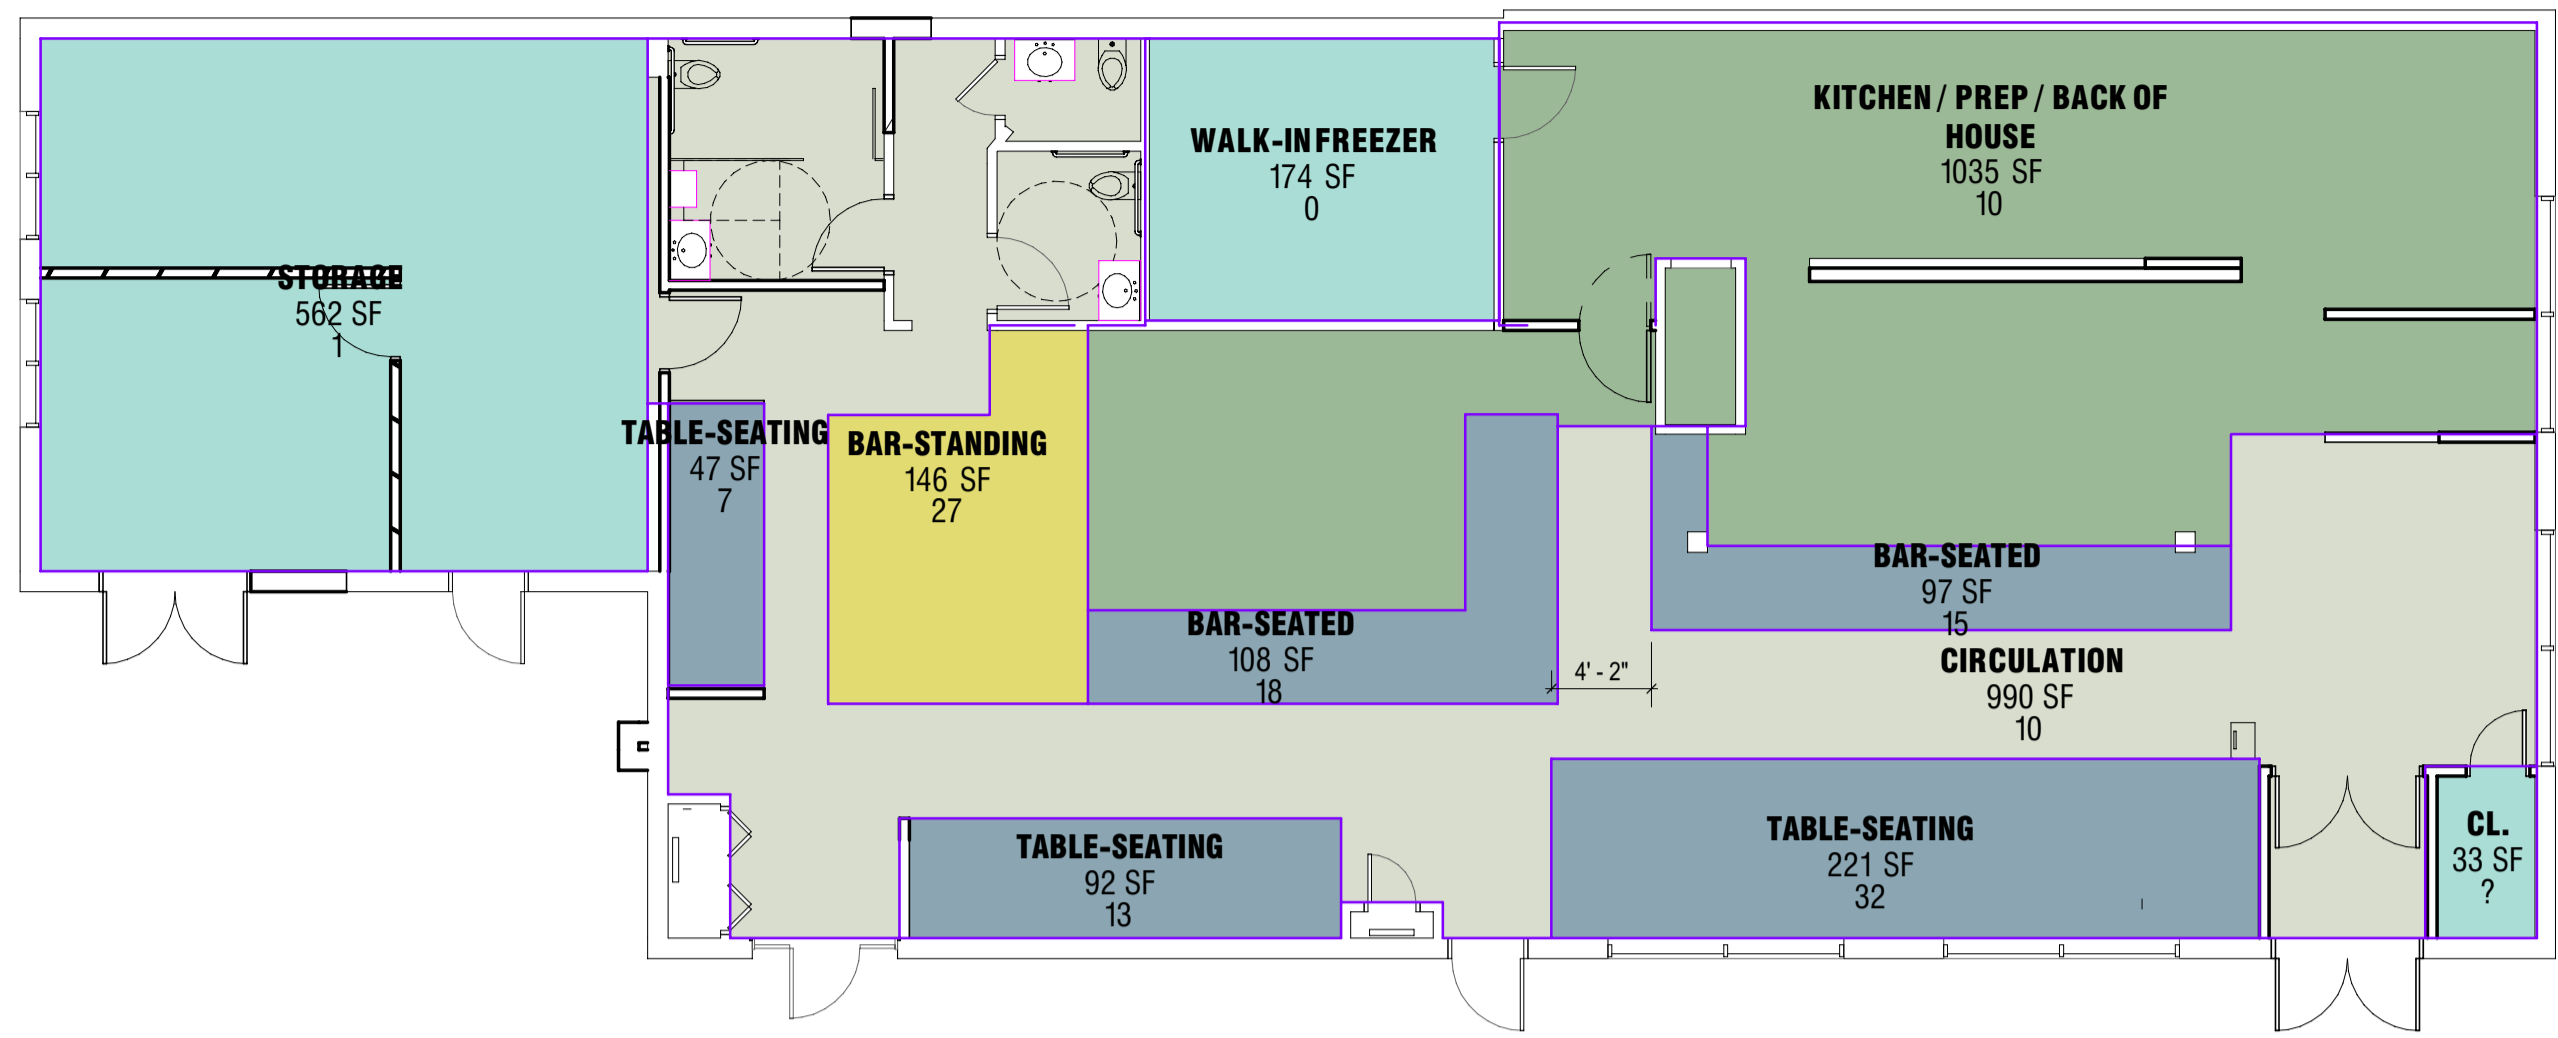 WALK-IN FREEZER
174 SF
0
KITCHEN / PREP / BACK OF
HOUSE
1035 SF
10
STORAGE
562 SF
1
TABLE-SEATING
47 SF
7
BAR-STANDING
146 SF
27
BAR-SEATED
108 SF
18
BAR-SEATED
97 SF
15
4' - 2"
CIRCULATION
990 SF
10
TABLE-SEATING
92 SF
13
TABLE-SEATING
221 SF
32
CL.
33 SF
?